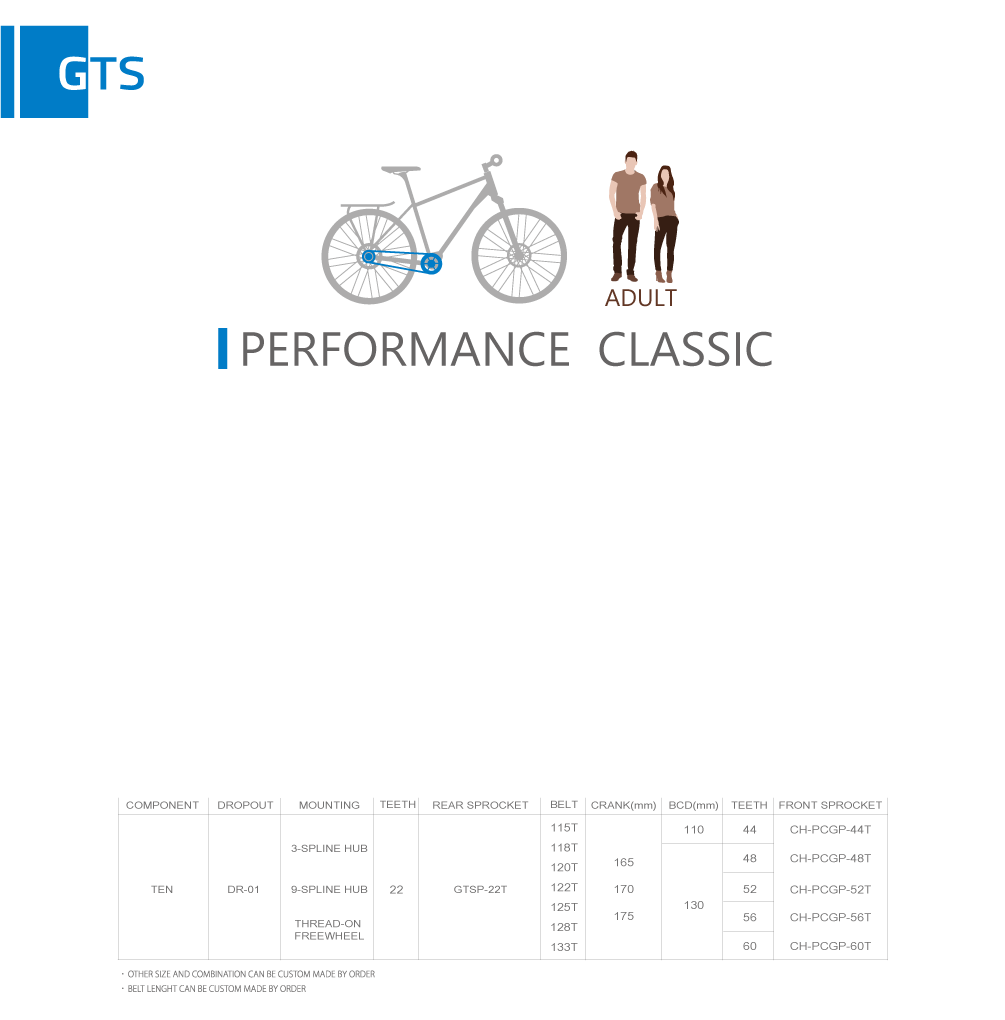 GTS
ADULT
PERFORMANCE CLASSIC
COMPONENT DROPOUT MOUNTING TEETH REAR SPROCKET BELT CRANK(mm) BCD(mm) TEETH FRONT SPROCKET
115T 110 44 CH-PCGP-44T
3-SPLINE HUB 118T
48 CH-PCGP-48T
165
120T
TEN DR-01 9-SPLINE HUB 22 GTSP-22T 122T 170 52 CH-PCGP-52T
125T 130
THREAD-ON 175 56 CH-PCGP-56T
128T
FREEWHEEL
133T 60 CH-PCGP-60T
· OTHER SIZE AND COMBINATION CAN BE CUSTOM MADE BY ORDER
· BELT LENGHT CAN BE CUSTOM MADE BY ORDER